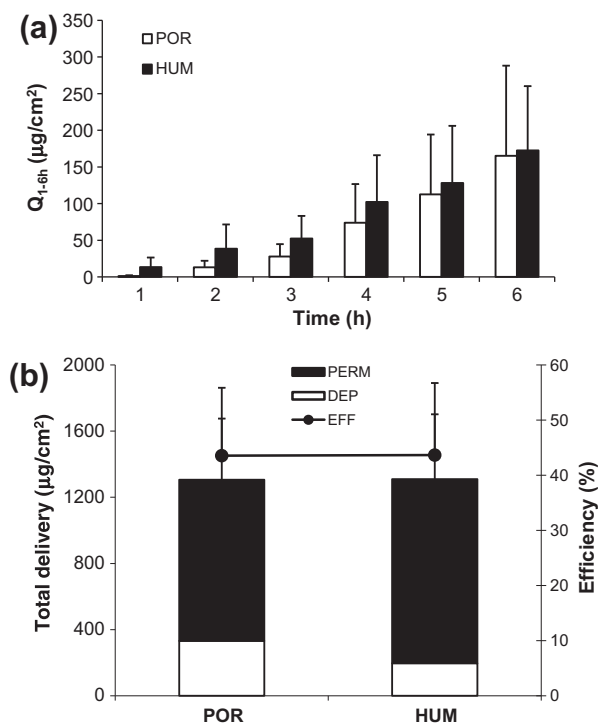 (a)
POR
HUM
350
300
250
200
150
100
50
0
Q1-6h (µg/cm²)
1 2 3 4 5 6
Time (h)
(b)
PERM
DEP
EFF
2000
1600
1200
800
400
0
Total delivery (µg/cm²)
60
50
40
30
20
10
0
Efficiency (%)
POR HUM